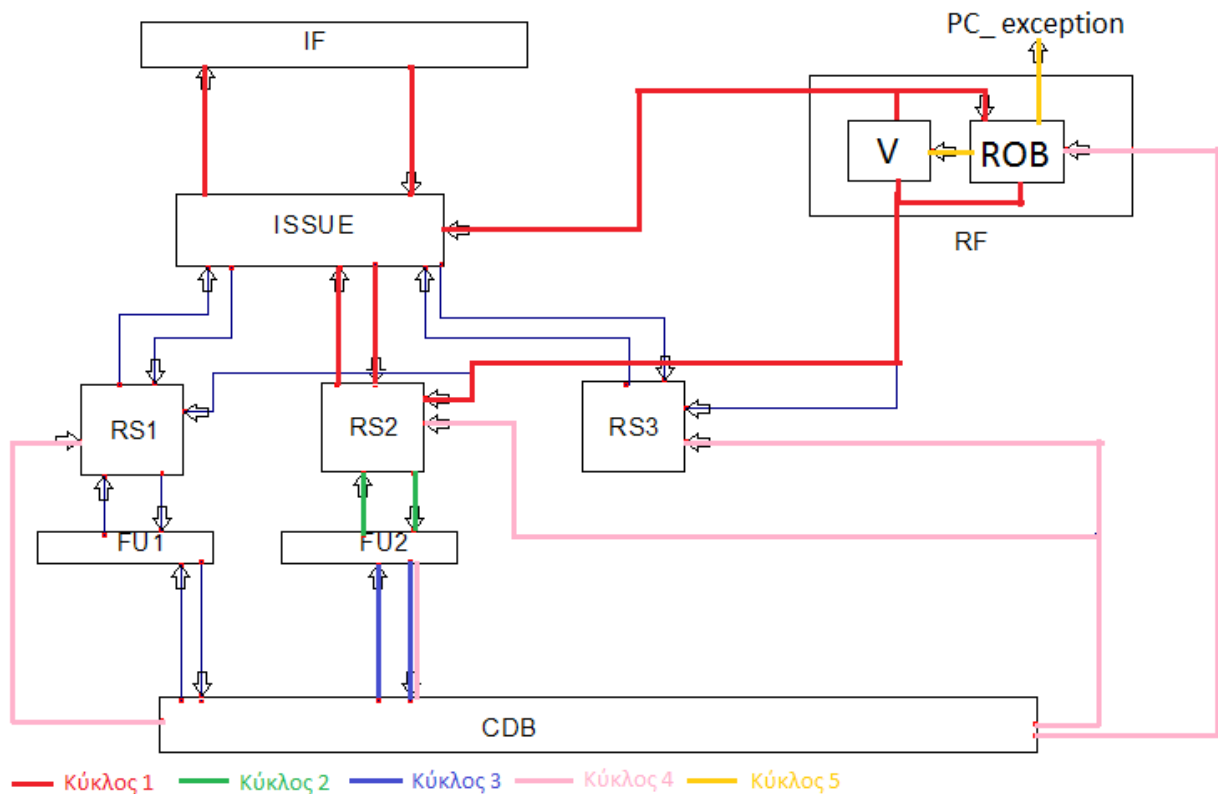 PC_ exception
IF
V
ROB
ISSUE
RF
RS1
RS2
RS3
FU1
FU2
CDB
Κύκλος 1
Κύκλος 2
Κύκλος 3
Κύκλος 4
Κύκλος 5